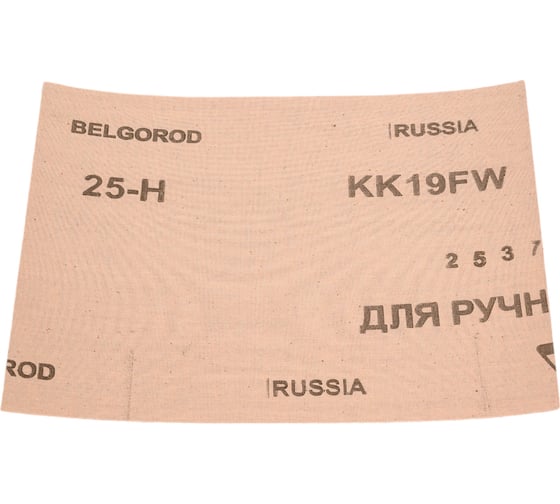 BELGOROD RUSSIA
25-H KK19FW
2 5 3 7
ДЛЯ РУЧН
ROD RUSSIA